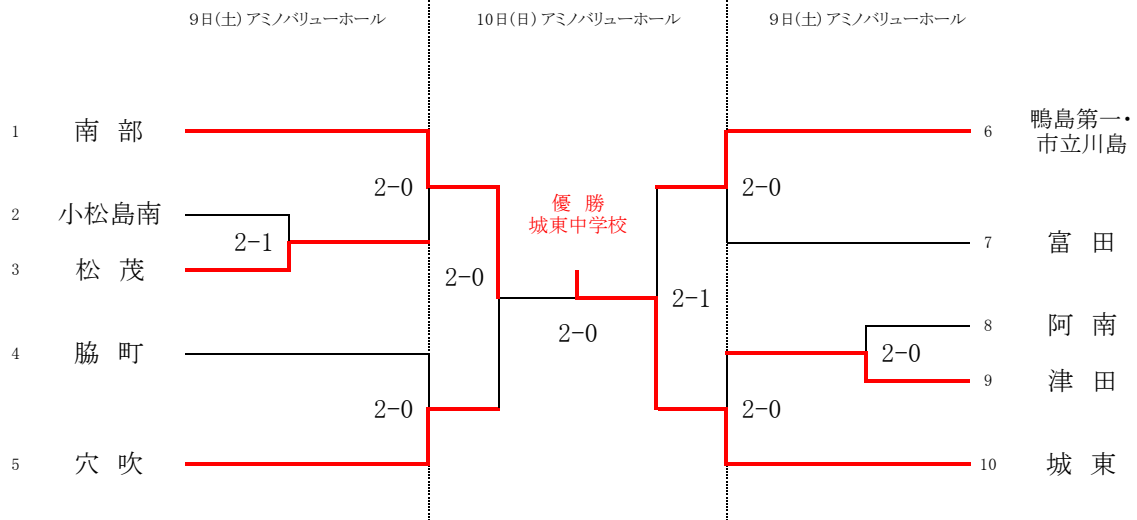 9日(土) アミノバリューホール
10日(日) アミノバリューホール
9日(土) アミノバリューホール
1 南 部
2-0
2 小松島南
2-1
3 松 茂
2-0
4 脇 町
2-0
5 穴 吹
優 勝
城東中学校
2-0
6 鴨島第一・
市立川島
2-0
7 富 田
2-1
8 阿 南
2-0
9 津 田
2-0
10 城 東